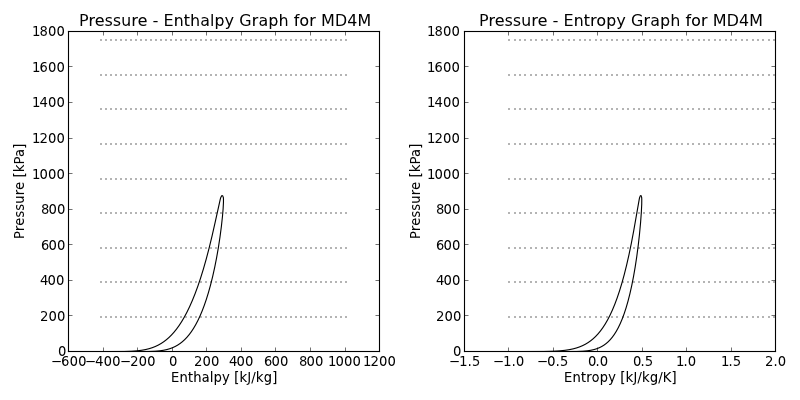 Pressure - Enthalpy Graph for MD4M
Pressure [kPa]
1800
1600
1400
1200
1000
800
600
400
200
0
−600 −400 −200 0 200 400 600 800 1000 1200
Enthalpy [kJ/kg]
Pressure - Entropy Graph for MD4M
Pressure [kPa]
1800
1600
1400
1200
1000
800
600
400
200
0
−1.5 −1.0 −0.5 0.0 0.5 1.0 1.5 2.0
Entropy [kJ/kg/K]